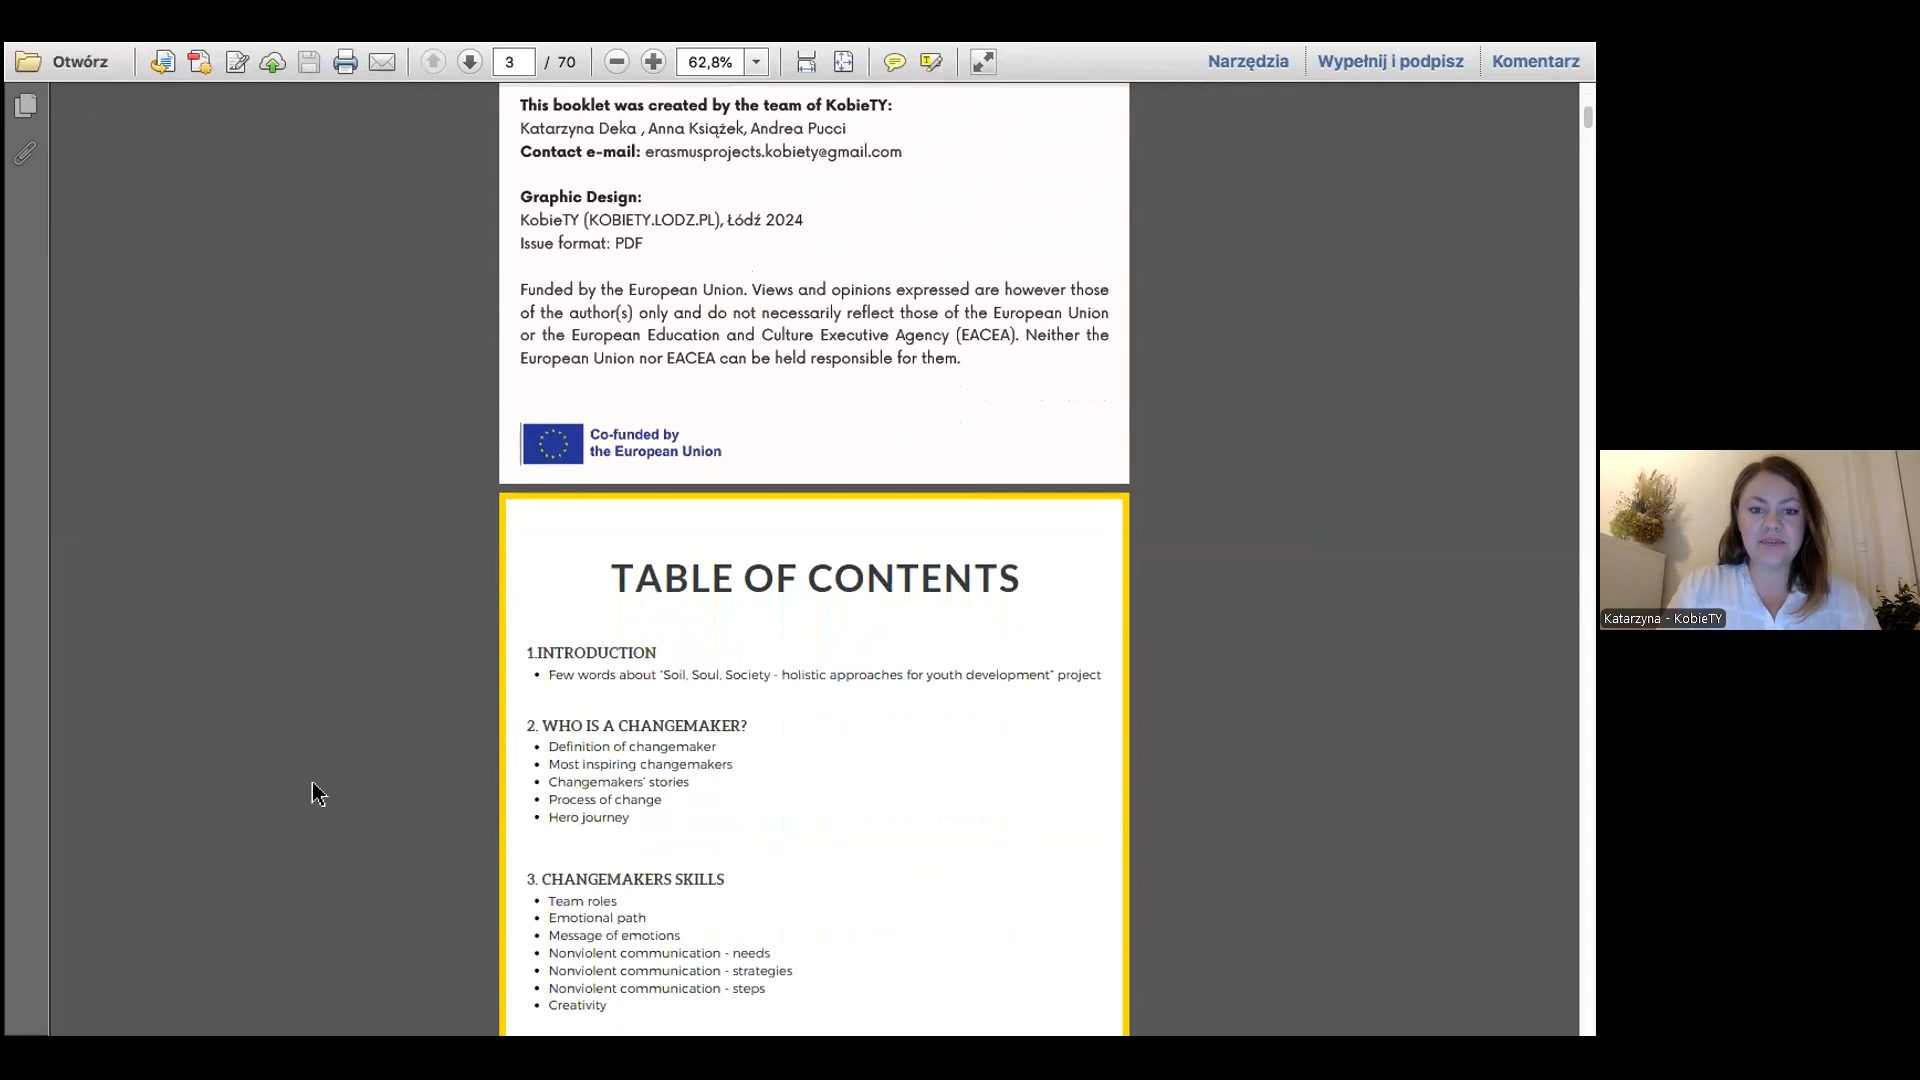 Otwórz
3 / 70
62,8%
Narzędzia
Wypełnij i podpisz
Komentarz
This booklet was created by the team of KobieTY:
Katarzyna Deka , Anna Książek, Andrea Pucci
Contact e-mail: erasmusprojects.kobiety@gmail.com
Graphic Design:
KobieTY (KOBIETY.LODZ.PL), Łódź 2024
Issue format: PDF
Funded by the European Union. Views and opinions expressed are however those
of the author(s) only and do not necessarily reflect those of the European Union
or the European Education and Culture Executive Agency (EACEA). Neither the
European Union nor EACEA can be held responsible for them.
Co-funded by
the European Union
TABLE OF CONTENTS
1.INTRODUCTION
• Few words about "Soil, Soul, Society - holistic approaches for youth development" project
2. WHO IS A CHANGEMAKER?
• Definition of changemaker
• Most inspiring changemakers
• Changemakers' stories
• Process of change
• Hero journey
3. CHANGEMAKERS SKILLS
• Team roles
• Emotional path
• Message of emotions
• Nonviolent communication - needs
• Nonviolent communication - strategies
• Nonviolent communication - steps
• Creativity
Katarzyna - KobieTY